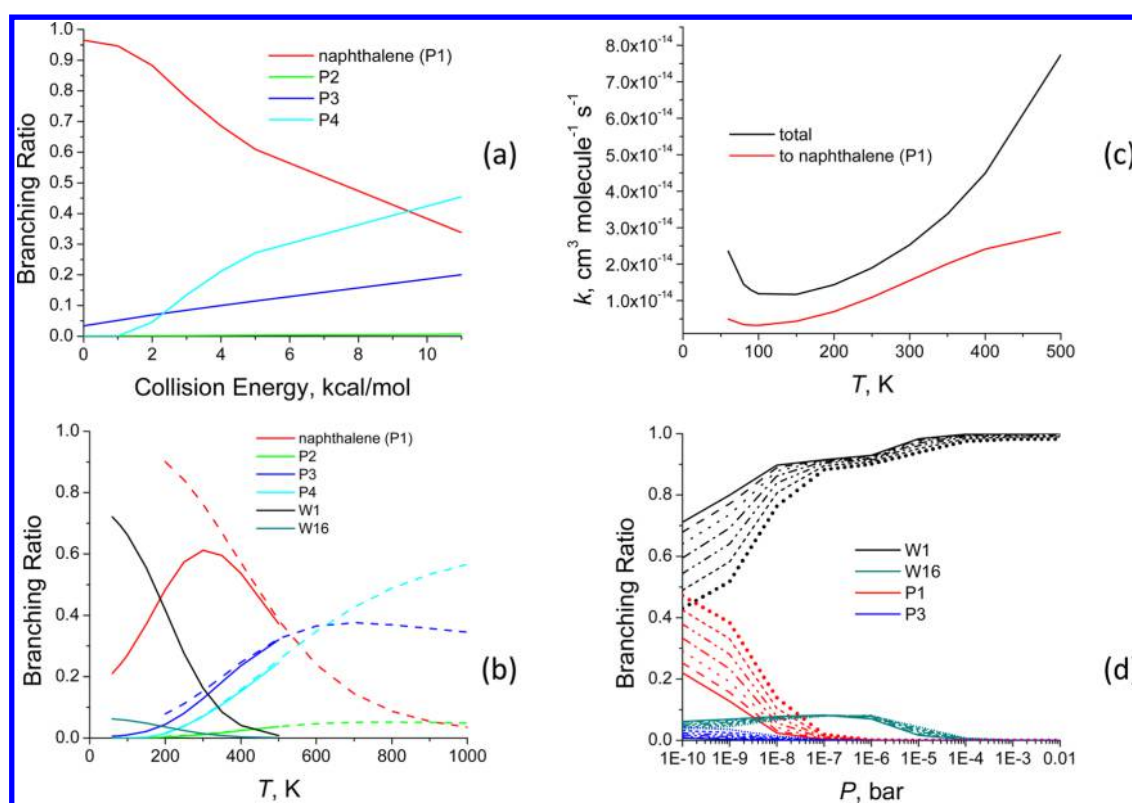 (a)
Branching Ratio
1.0
0.9
0.8
0.7
0.6
0.5
0.4
0.3
0.2
0.1
0.0
naphthalene (P1)
P2
P3
P4
0 2 4 6 8 10
Collision Energy, kcal/mol
(c)
k, cm³ molecule⁻¹ s⁻¹
8.0x10⁻¹⁴
7.0x10⁻¹⁴
6.0x10⁻¹⁴
5.0x10⁻¹⁴
4.0x10⁻¹⁴
3.0x10⁻¹⁴
2.0x10⁻¹⁴
1.0x10⁻¹⁴
total
to naphthalene (P1)
0 100 200 300 400 500
T, K
(b)
Branching Ratio
1.0
0.8
0.6
0.4
0.2
0.0
naphthalene (P1)
P2
P3
P4
W1
W16
200 400 600 800 1000
T, K
(d)
Branching Ratio
1.0
0.8
0.6
0.4
0.2
0.0
W1
W16
P1
P3
1E-10 1E-9 1E-8 1E-7 1E-6 1E-5 1E-4 1E-3 0.01
P, bar